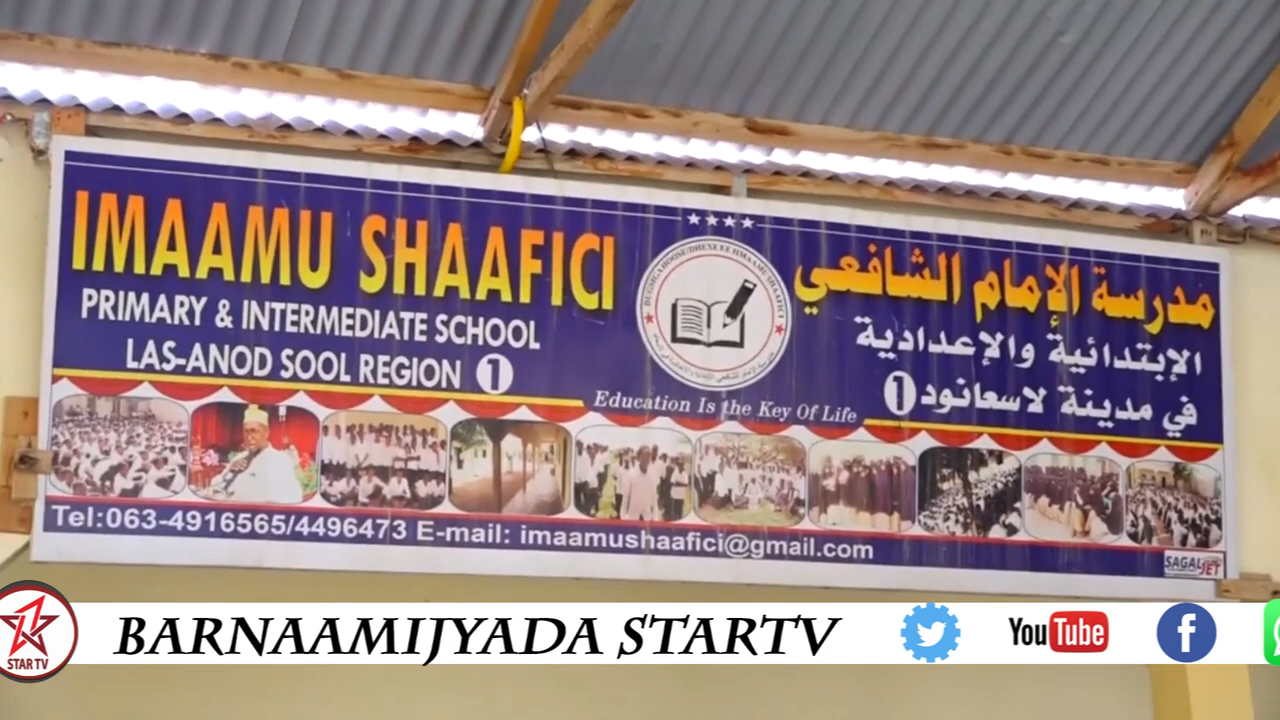 IMAAMU SHAAFICI
PRIMARY & INTERMEDIATE SCHOOL
LAS-ANOD SOOL REGION 1
مدرسة الإمام الشافعي
الإبتدائية والإعدادية
في مدينة لاسعانود 1
Education Is the Key Of Life
Tel:063-4916565/4496473 E-mail: imaamushaafici@gmail.com
SAGALJET
STAR TV
BARNAAMIJYADA STARTV
YouTube